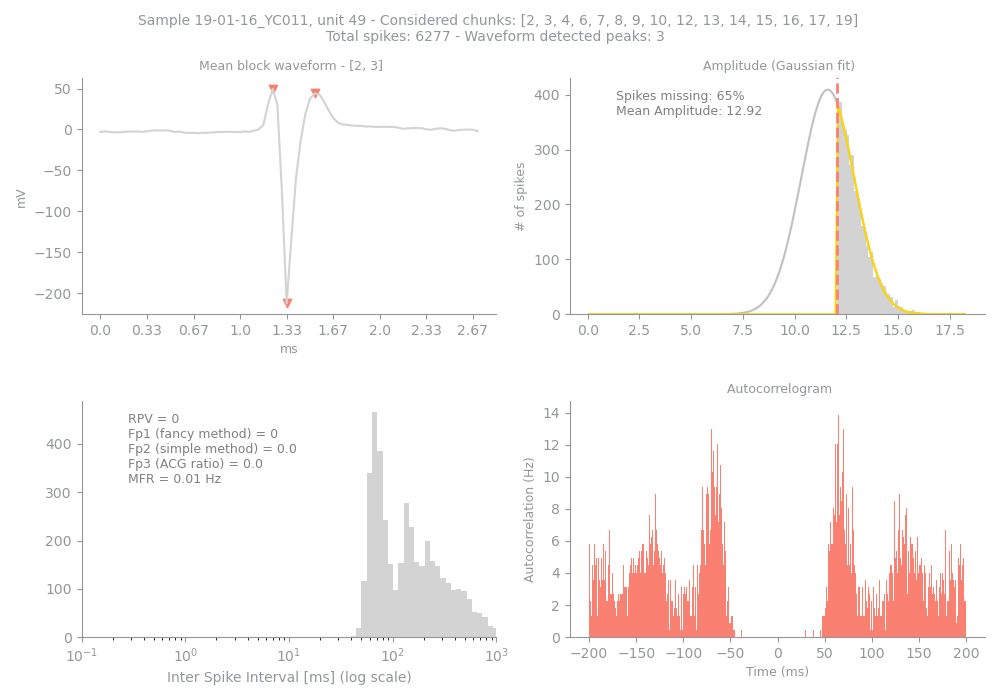 Sample 19-01-16_YC011, unit 49 - Considered chunks: [2, 3, 4, 6, 7, 8, 9, 10, 12, 13, 14, 15, 16, 17, 19]
Total spikes: 6277 - Waveform detected peaks: 3
Mean block waveform - [2, 3]
50
0
−50
−100
−150
−200
mV
0.0 0.33 0.67 1.0 1.33 1.67 2.0 2.33 2.67
ms
Amplitude (Gaussian fit)
Spikes missing: 65%
Mean Amplitude: 12.92
400
300
200
100
0
# of spikes
0.0 2.5 5.0 7.5 10.0 12.5 15.0 17.5
RPV = 0
Fp1 (fancy method) = 0
Fp2 (simple method) = 0.0
Fp3 (ACG ratio) = 0.0
MFR = 0.01 Hz
400
300
200
100
0
10⁻¹ 10⁰ 10¹ 10² 10³
Inter Spike Interval [ms] (log scale)
Autocorrelogram
14
12
10
8
6
4
2
0
Autocorrelation (Hz)
−200 −150 −100 −50 0 50 100 150 200
Time (ms)